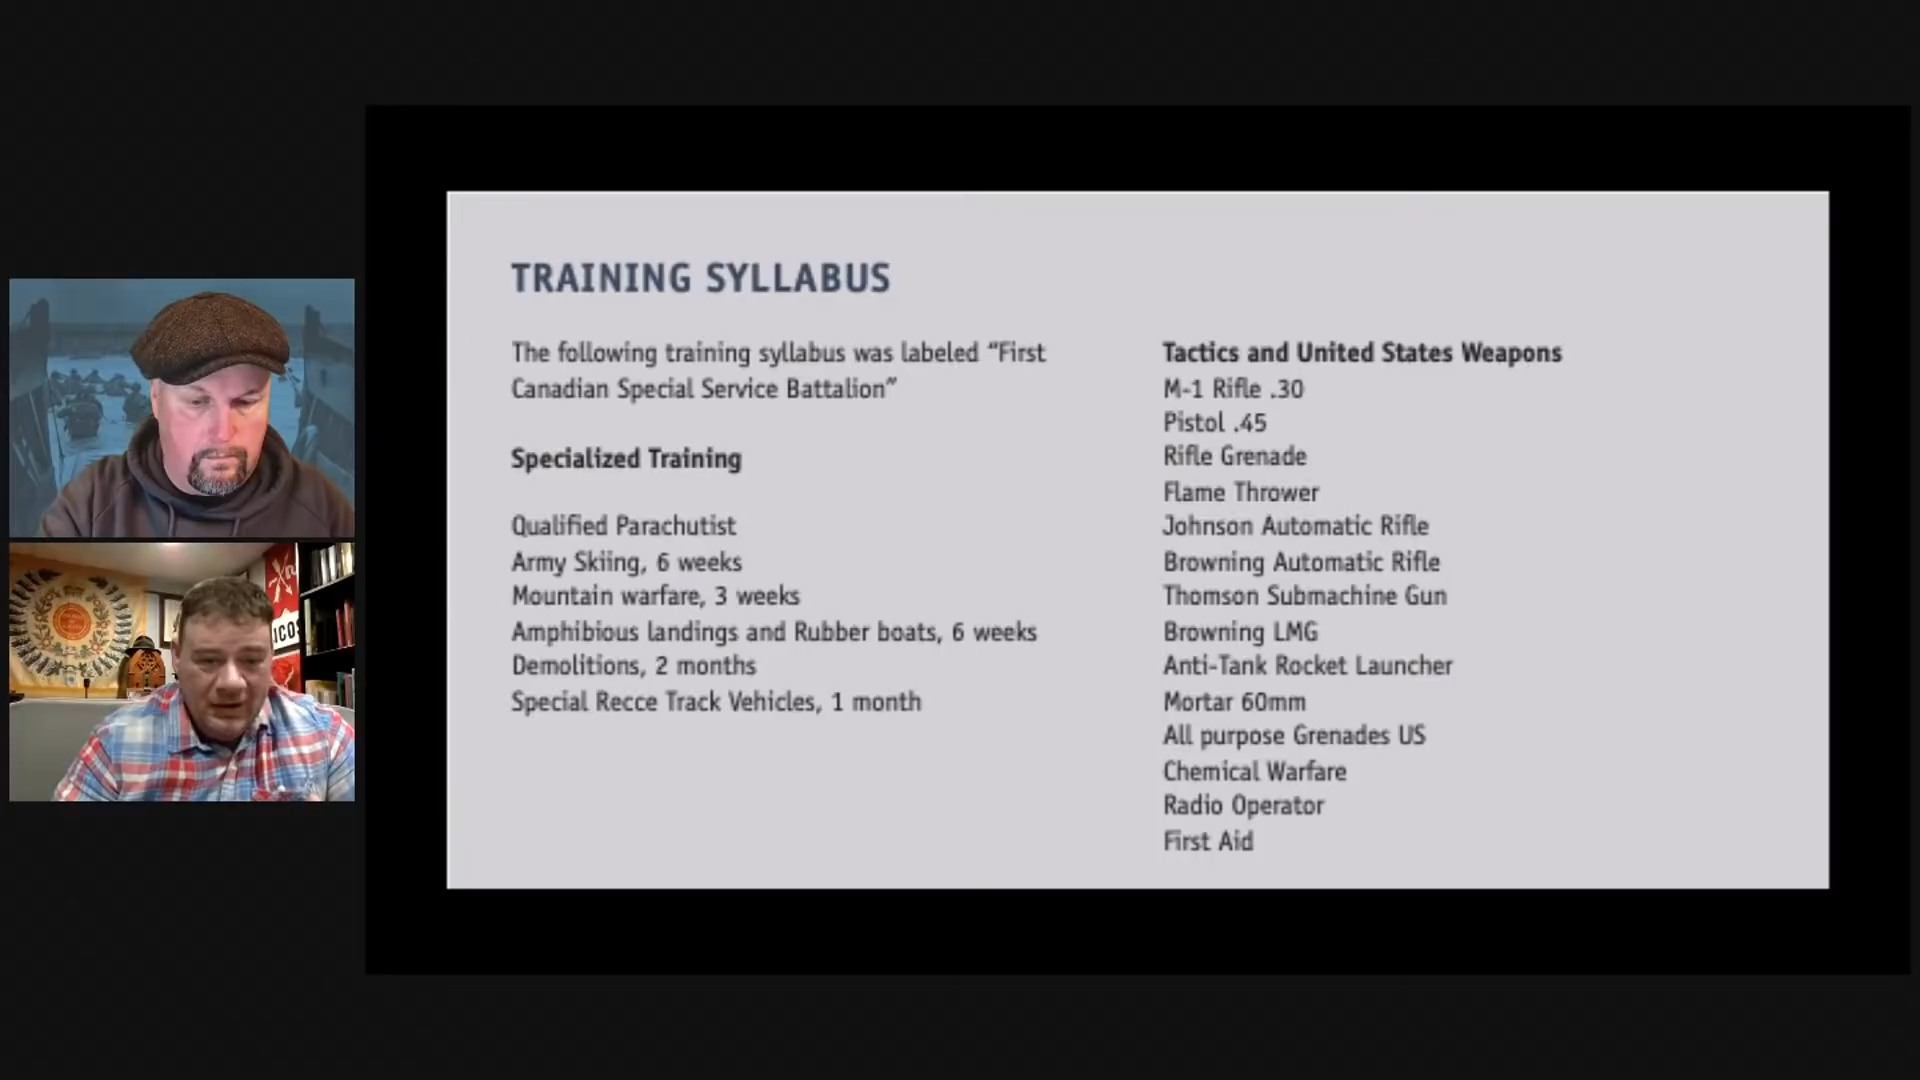 TRAINING SYLLABUS
The following training syllabus was labeled “First
Canadian Special Service Battalion”
Specialized Training
Qualified Parachutist
Army Skiing, 6 weeks
Mountain warfare, 3 weeks
Amphibious landings and Rubber boats, 6 weeks
Demolitions, 2 months
Special Recce Track Vehicles, 1 month
Tactics and United States Weapons
M-1 Rifle .30
Pistol .45
Rifle Grenade
Flame Thrower
Johnson Automatic Rifle
Browning Automatic Rifle
Thomson Submachine Gun
Browning LMG
Anti-Tank Rocket Launcher
Mortar 60mm
All purpose Grenades US
Chemical Warfare
Radio Operator
First Aid